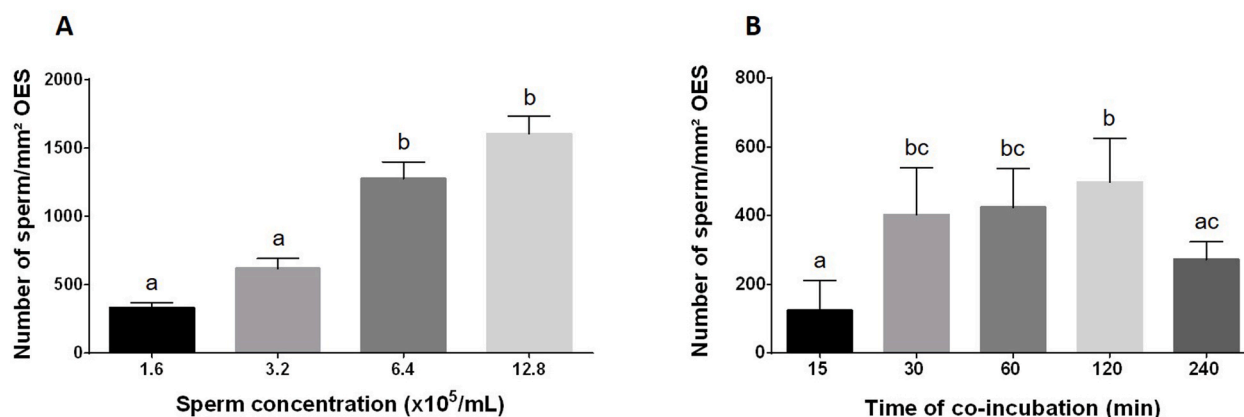 A
Number of sperm/mm² OES
2000
1500
1000
500
0
a
a
b
b
1.6
3.2
6.4
12.8
Sperm concentration (x10⁵/mL)
B
Number of sperm/mm² OES
800
600
400
200
0
a
bc
bc
b
ac
15
30
60
120
240
Time of co-incubation (min)